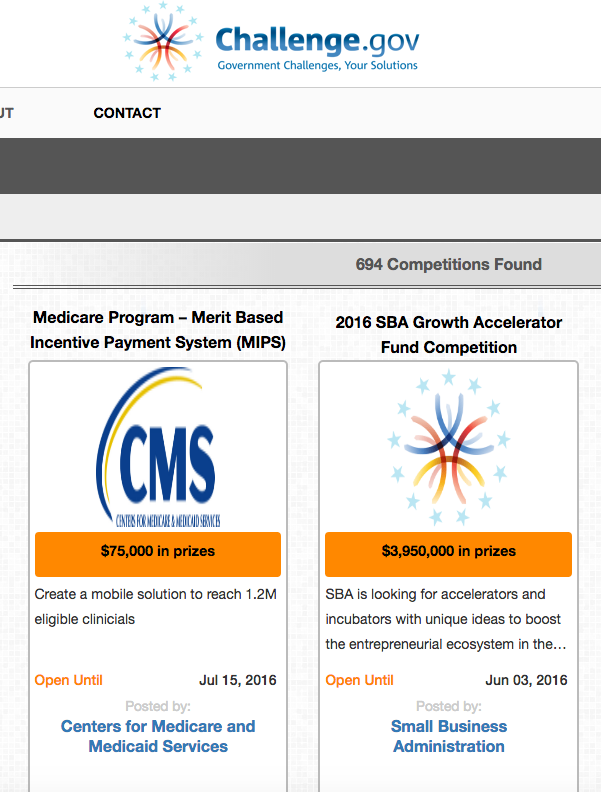 Challenge.gov
Government Challenges, Your Solutions
UT
CONTACT
694 Competitions Found
Medicare Program – Merit Based
Incentive Payment System (MIPS)
CMS
CENTERS FOR MEDICARE & MEDICAID SERVICES
$75,000 in prizes
Create a mobile solution to reach 1.2M
eligible clinicials
Open Until
Jul 15, 2016
Posted by:
Centers for Medicare and
Medicaid Services
2016 SBA Growth Accelerator
Fund Competition
$3,950,000 in prizes
SBA is looking for accelerators and
incubators with unique ideas to boost
the entrepreneurial ecosystem in the…
Open Until
Jun 03, 2016
Posted by:
Small Business
Administration